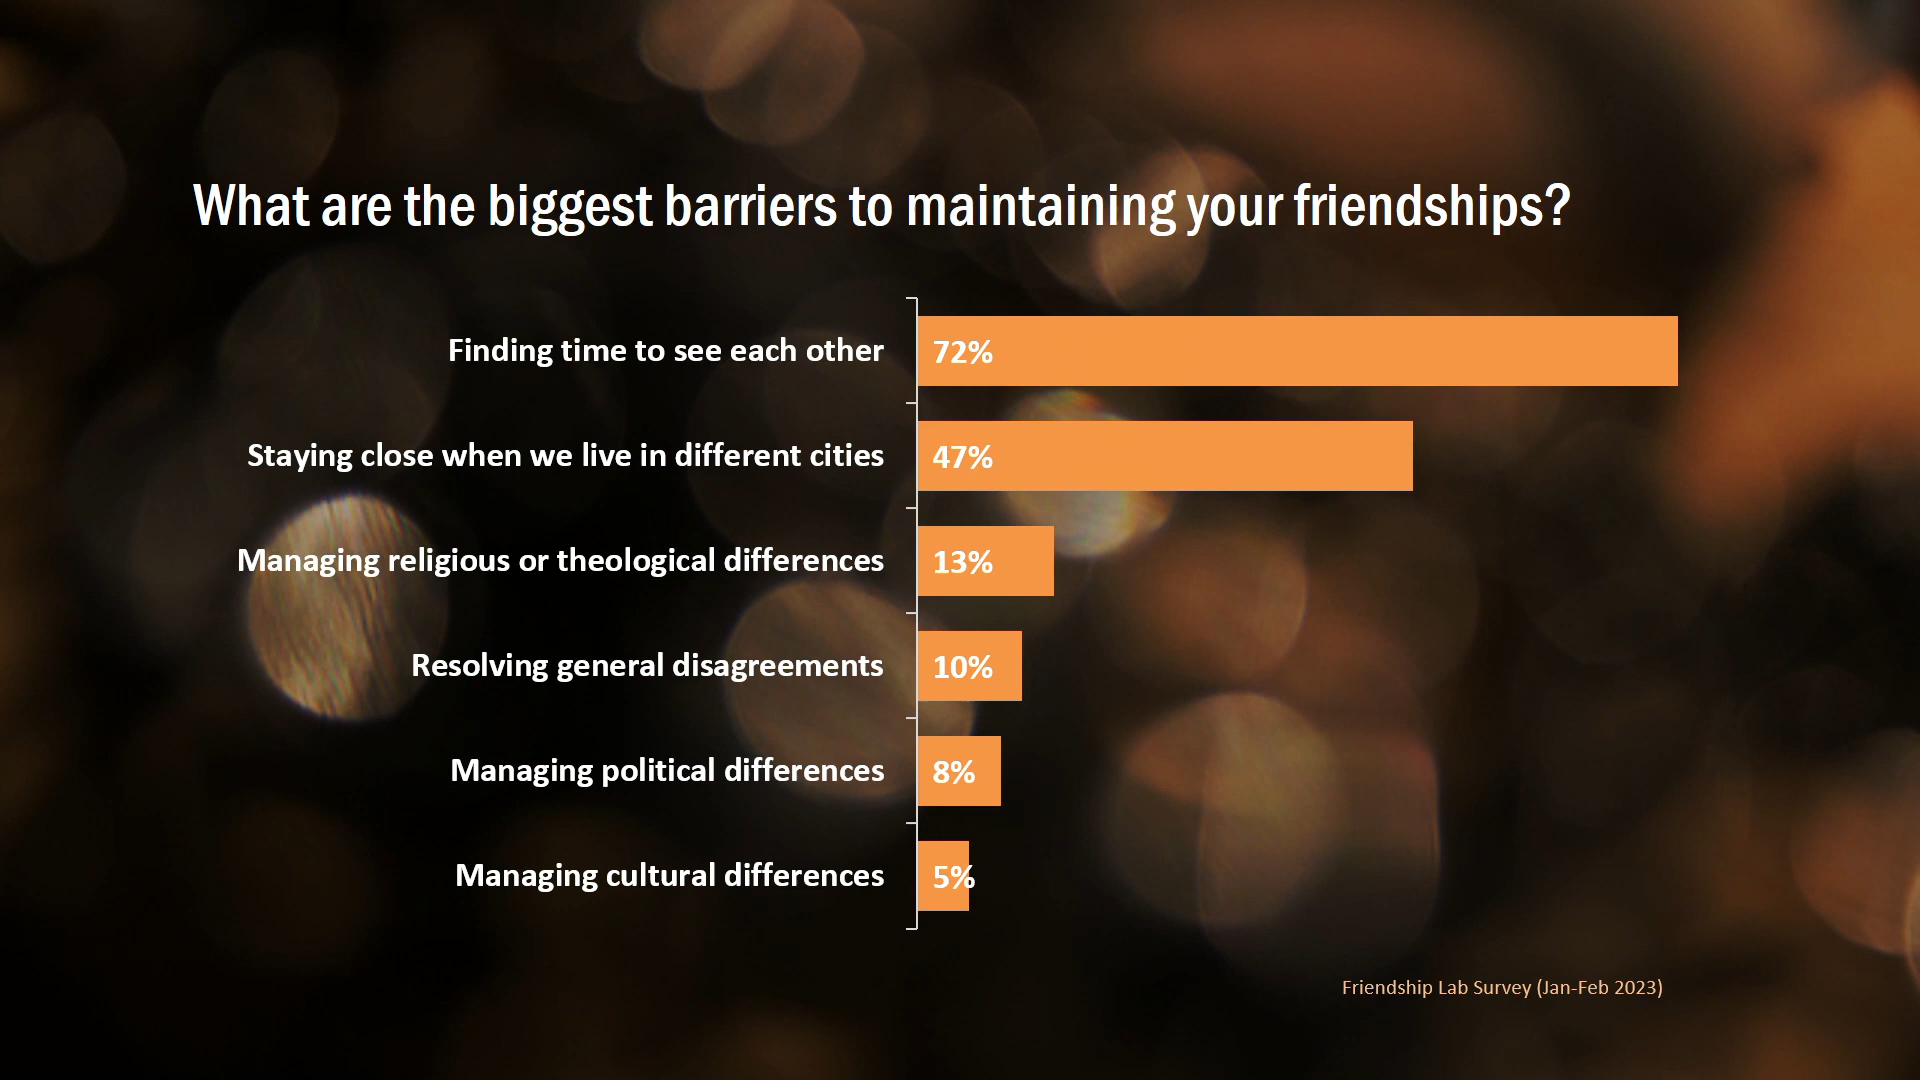 What are the biggest barriers to maintaining your friendships?
Finding time to see each other 72%
Staying close when we live in different cities 47%
Managing religious or theological differences 13%
Resolving general disagreements 10%
Managing political differences 8%
Managing cultural differences 5%
Friendship Lab Survey (Jan-Feb 2023)